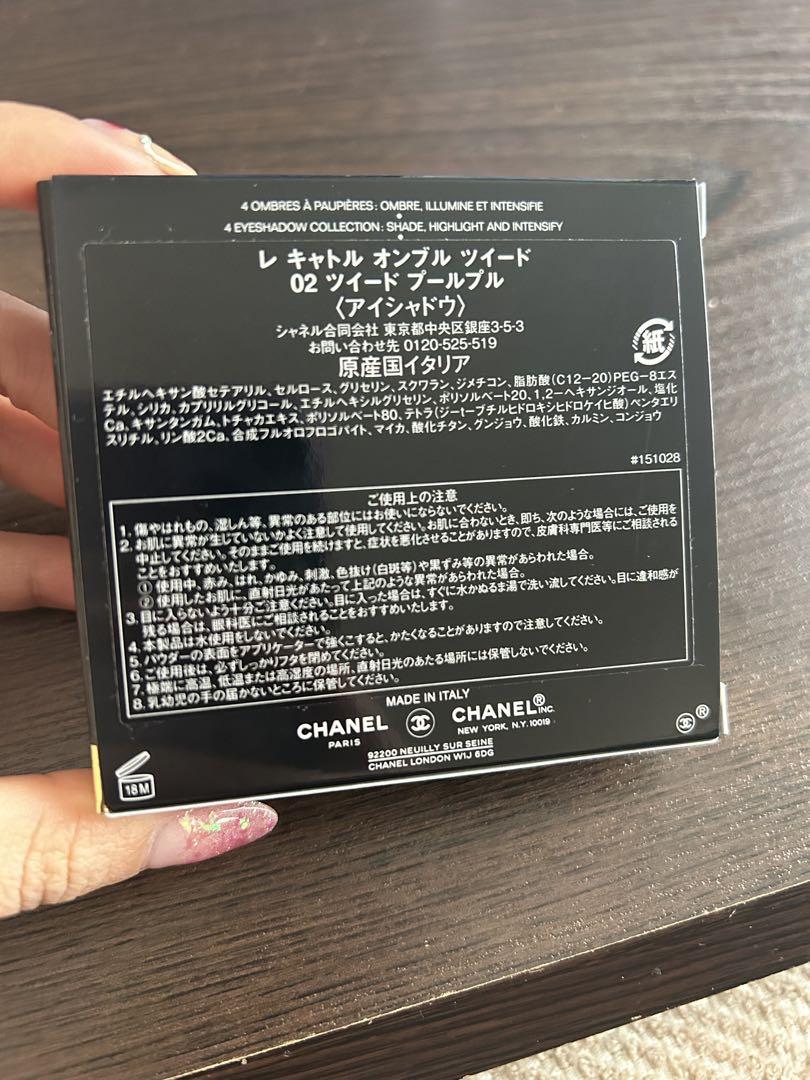 4 OMBRES À PAUPIÈRES: OMBRE, ILLUMINE ET INTENSIFIE
4 EYESHADOW COLLECTION: SHADE, HIGHLIGHT AND INTENSIFY
レ キャトル オンブル ツイード
02 ツイード プールプル
〈アイシャドウ〉
シャネル合同会社 東京都中央区銀座3-5-3
お問い合わせ先 0120-525-519
原産国イタリア
紙
エチルヘキサン酸セテアリル、セルロース、グリセリン、スクワラン、ジメチコン、脂肪酸(C12-20)PEG-8エス
テル、シリカ、カプリリルグリコール、エチルヘキシルグリセリン、ポリソルベート20、1,2-ヘキサンジオール、塩化
Ca、キサンタンガム、トチャカエキス、ポリソルベート80、テトラ(ジ-t-ブチルヒドロキシヒドロケイヒ酸)ペンタエリ
スリチル、リン酸2Ca、合成フルオロフロゴパイト、マイカ、酸化チタン、グンジョウ、酸化鉄、カルミン、コンジョウ
#151028
ご使用上の注意
1. 傷やはれもの、湿しん等、異常のある部位にはお使いにならないでください。
2. お肌に異常が生じていないかよく注意して使用してください。お肌に合わないとき、即ち、次のような場合には、ご使用を
中止してください。そのままご使用を続けますと、症状を悪化させることがありますので、皮膚科専門医等にご相談される
ことをおすすめいたします。
① 使用中、赤み、はれ、かゆみ、刺激、色抜け(白斑等)や黒ずみ等の異常があらわれた場合。
② 使用したお肌に、直射日光があたって上記のような異常があらわれた場合。
3. 目に入らないよう十分ご注意ください。目に入った場合は、すぐに水かぬるま湯で洗い流してください。目に違和感が
残る場合は、眼科医にご相談されることをおすすめいたします。
4. 本製品は水使用をしないでください。
5. パウダーの表面をアプリケーターで強くこすると、かたくなることがありますので注意してください。
6. ご使用後は、必ずしっかりフタを閉めてください。
7. 極端に高温、低温または高湿度の場所、直射日光のあたる場所には保管しないでください。
8. 乳幼児の手の届かないところに保管してください。
MADE IN ITALY
CHANEL CHANEL® INC.
PARIS NEW YORK, N.Y. 10019
92200 NEUILLY SUR SEINE
CHANEL LONDON W1J 6DG
®
18 M